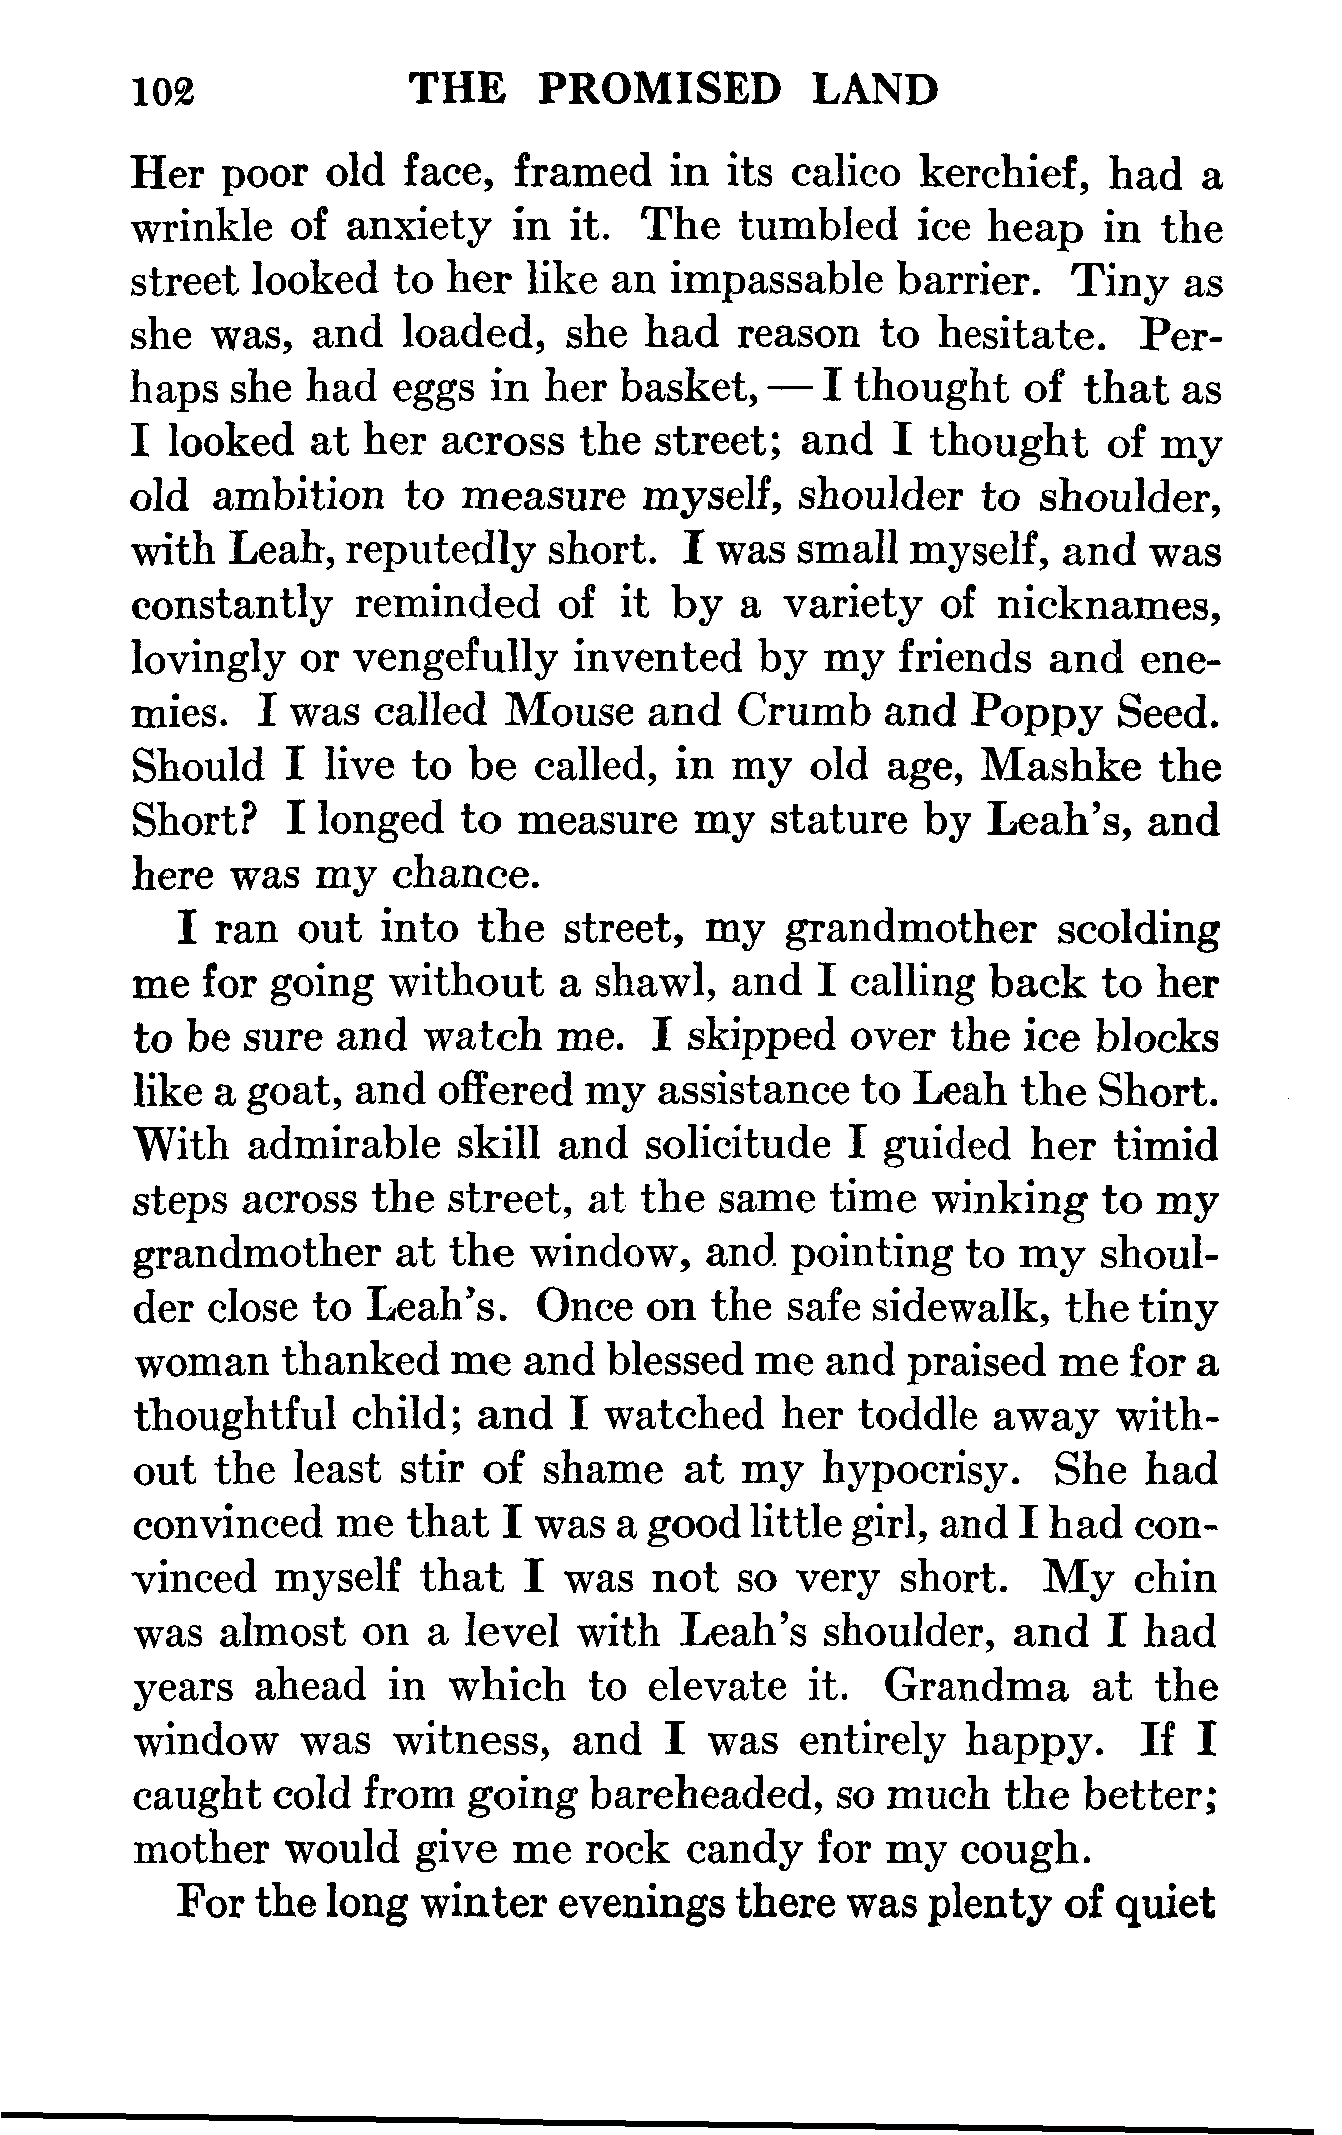 102 THE PROMISED LAND
Her poor old face, framed in its calico kerchief, had a
wrinkle of anxiety in it. The tumbled ice heap in the
street looked to her like an impassable barrier. Tiny as
she was, and loaded, she had reason to hesitate. Per-
haps she had eggs in her basket, — I thought of that as
I looked at her across the street; and I thought of my
old ambition to measure myself, shoulder to shoulder,
with Leah, reputedly short. I was small myself, and was
constantly reminded of it by a variety of nicknames,
lovingly or vengefully invented by my friends and ene-
mies. I was called Mouse and Crumb and Poppy Seed.
Should I live to be called, in my old age, Mashke the
Short? I longed to measure my stature by Leah's, and
here was my chance.
I ran out into the street, my grandmother scolding
me for going without a shawl, and I calling back to her
to be sure and watch me. I skipped over the ice blocks
like a goat, and offered my assistance to Leah the Short.
With admirable skill and solicitude I guided her timid
steps across the street, at the same time winking to my
grandmother at the window, and pointing to my shoul-
der close to Leah's. Once on the safe sidewalk, the tiny
woman thanked me and blessed me and praised me for a
thoughtful child; and I watched her toddle away with-
out the least stir of shame at my hypocrisy. She had
convinced me that I was a good little girl, and I had con-
vinced myself that I was not so very short. My chin
was almost on a level with Leah's shoulder, and I had
years ahead in which to elevate it. Grandma at the
window was witness, and I was entirely happy. If I
caught cold from going bareheaded, so much the better;
mother would give me rock candy for my cough.
For the long winter evenings there was plenty of quiet